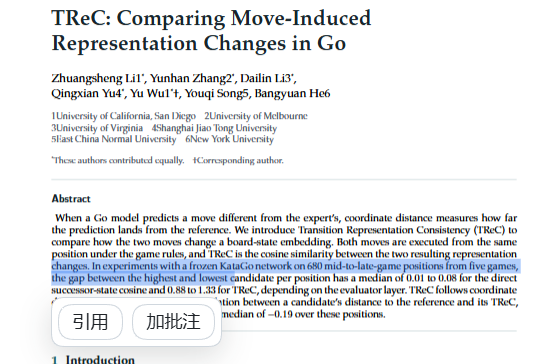 TReC: Comparing Move-Induced
Representation Changes in Go
Zhuangsheng Li1*, Yunhan Zhang2*, Dailin Li3*,
Qingxian Yu4*, Yu Wu1*†, Youqi Song5, Bangyuan He6
1University of California, San Diego 2University of Melbourne
3University of Virginia 4Shanghai Jiao Tong University
5East China Normal University 6New York University
*These authors contributed equally. †Corresponding author.
Abstract
When a Go model predicts a move different from the expert's, coordinate distance measures how far
the prediction lands from the reference. We introduce Transition Representation Consistency (TReC) to
compare how the two moves change a board-state embedding. Both moves are executed from the same
position under the game rules, and TReC is the cosine similarity between the two resulting representation
changes. In experiments with a frozen KataGo network on 680 mid-to-late-game positions from five games,
the gap between the highest and lowest candidate per position has a median of 0.01 to 0.08 for the direct
successor-state cosine and 0.88 to 1.33 for TReC, depending on the evaluator layer. TReC follows coordinate
between a candidate's distance to the reference and its TReC,
median of −0.19 over these positions.
引用
加批注
1 Introduction